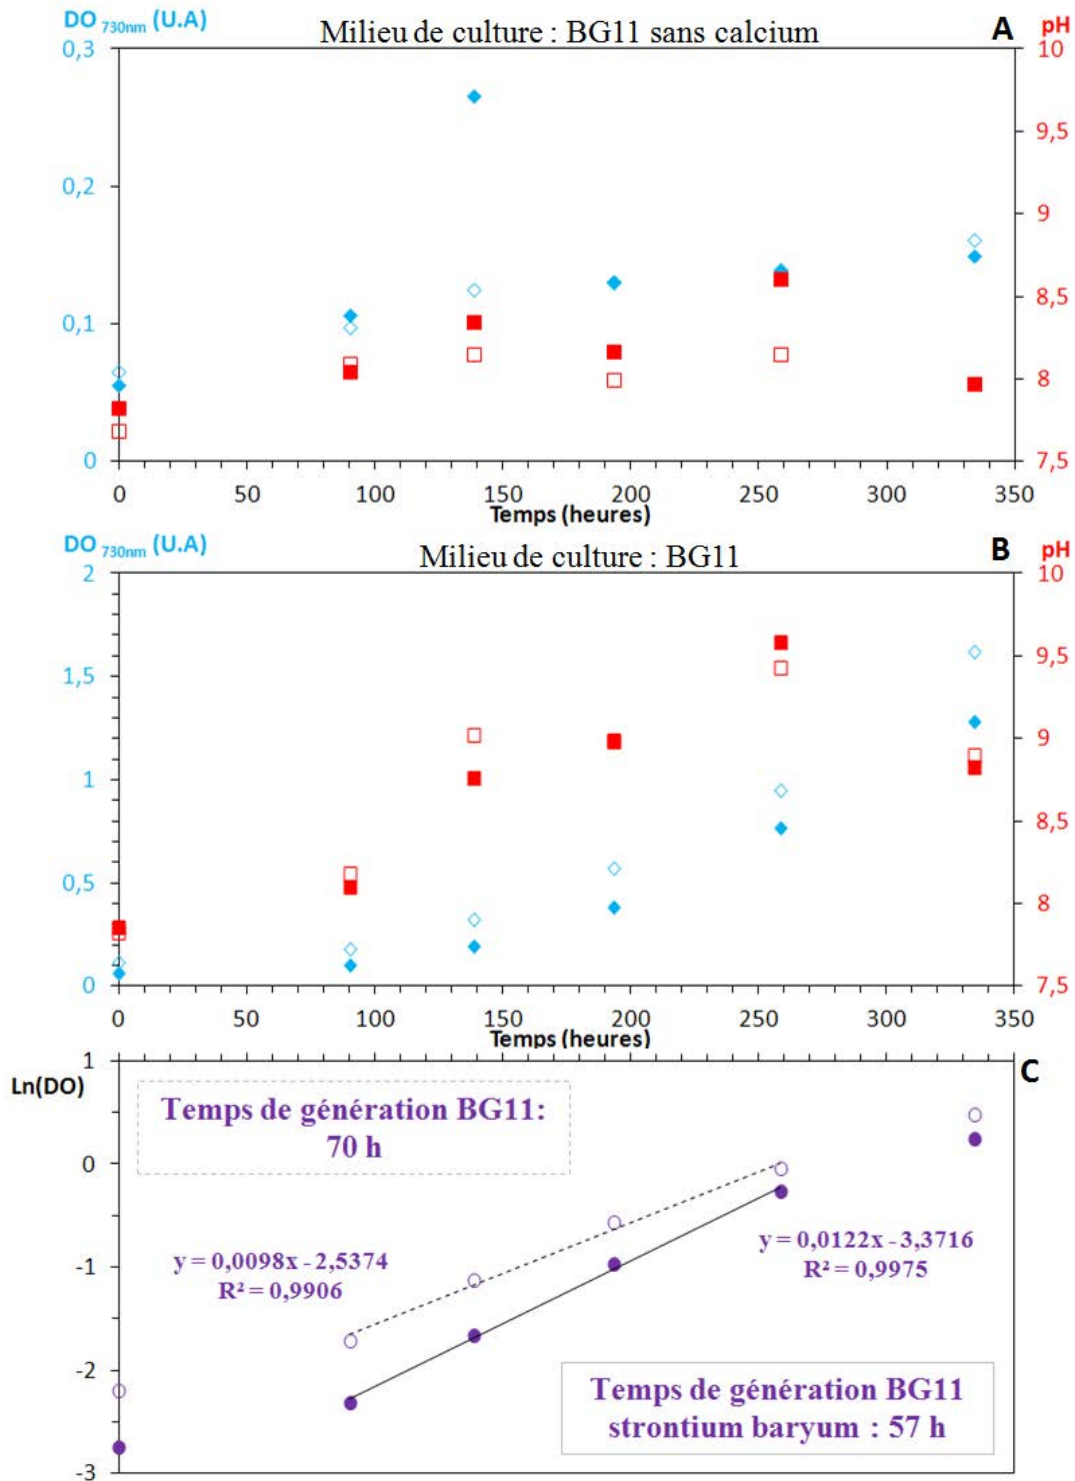 DO 730nm (U.A)
Milieu de culture : BG11 sans calcium
A
pH
0,3
10
9,5
0,2
9
8,5
0,1
8
0
7,5
0 50 100 150 200 250 300 350
Temps (heures)
DO 730nm (U.A)
Milieu de culture : BG11
B
pH
2
10
1,5
9,5
9
1
8,5
0,5
8
0
7,5
0 50 100 150 200 250 300 350
Temps (heures)
1
C
Ln(DO)
Temps de génération BG11:
70 h
0
y = 0,0098x - 2,5374
R² = 0,9906
y = 0,0122x - 3,3716
R² = 0,9975
-1
-2
Temps de génération BG11
strontium baryum : 57 h
-3